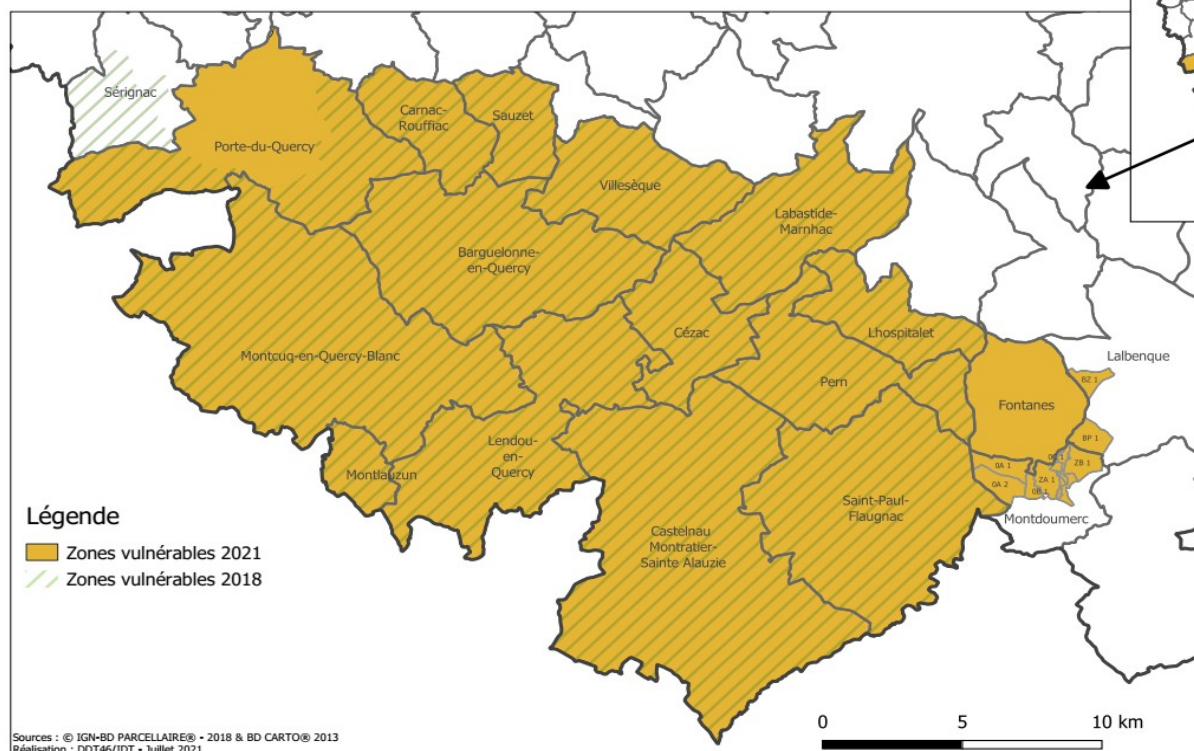 Sérignac
Porte-du-Quercy
Carnac-
Rouffiac
Sauzet
Villesèque
Labastide-
Marnhac
Barguelonne-
en-Quercy
Cézac
Lhospitalet
Montcuq-en-Quercy-Blanc
Pern
Lalbenque
BZ 1
Fontanes
BP 1
Lendou-
en-
Quercy
Montlauzun
0A 1
ZB 1
0A 2
ZA 1
Montdoumerc
Saint-Paul-
Flaugnac
Castelnau
Montratier-
Sainte Alauzie
Légende
Zones vulnérables 2021
Zones vulnérables 2018
0 5 10 km
Sources : © IGN-BD PARCELLAIRE® - 2018 & BD CARTO® 2013
Réalisation : DDT46/IDT - Juillet 2021